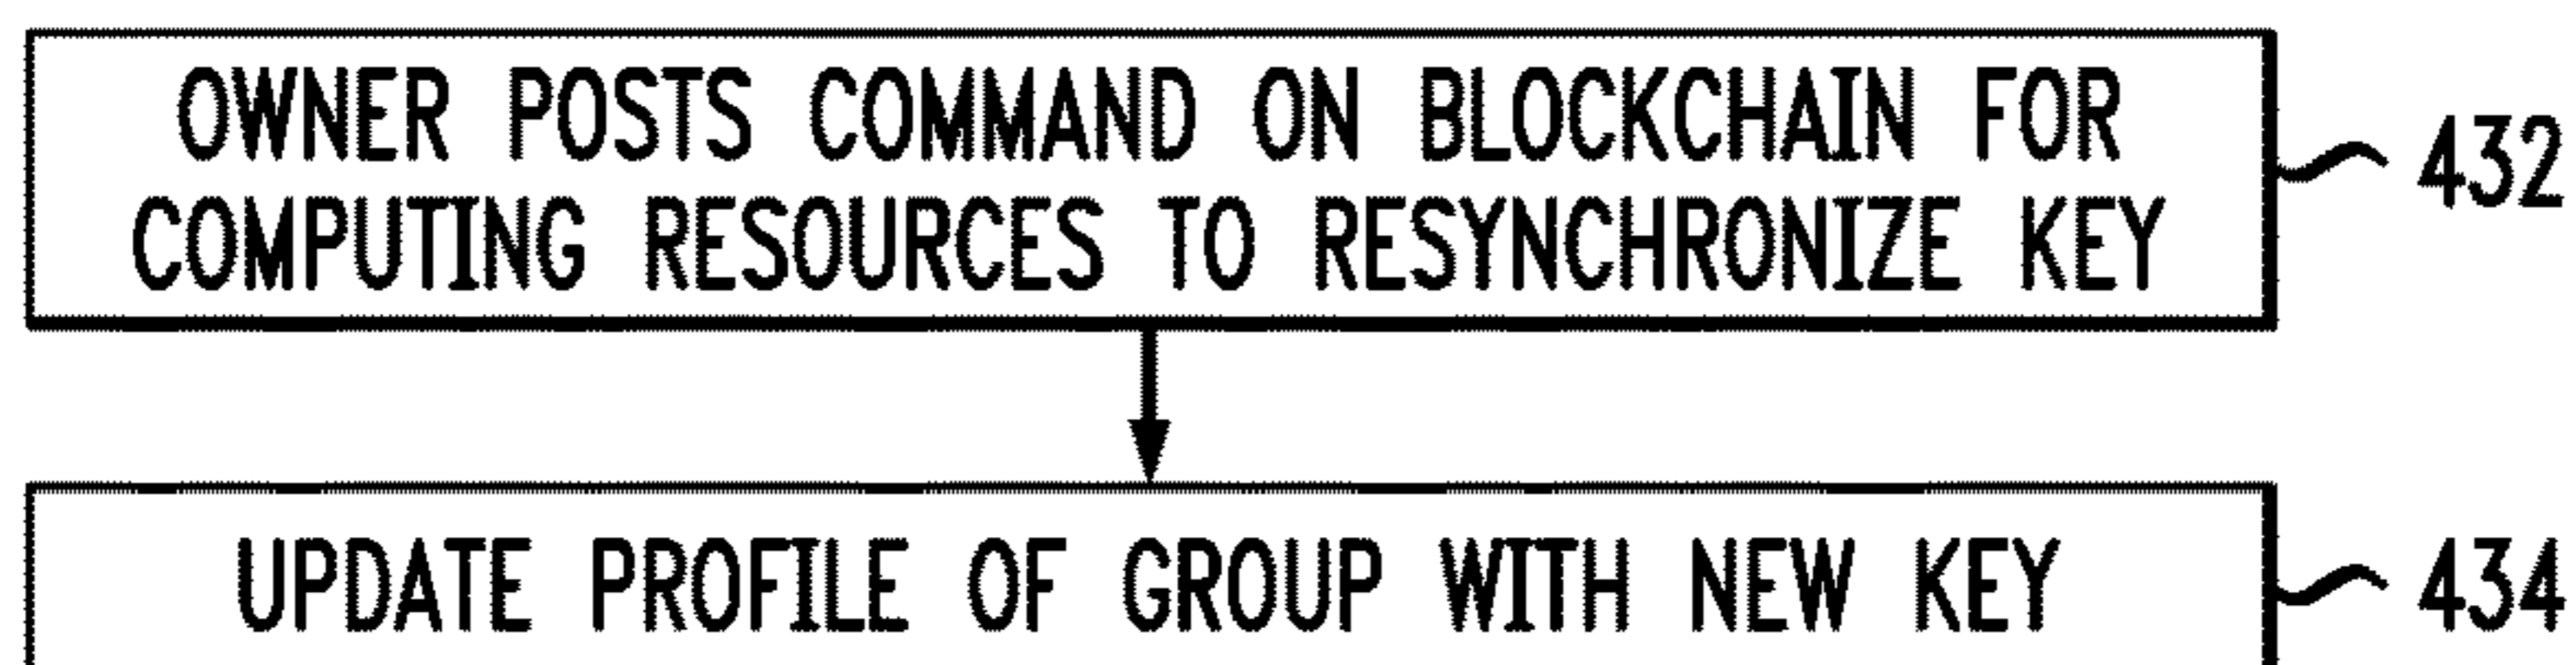 OWNER POSTS COMMAND ON BLOCKCHAIN FOR
COMPUTING RESOURCES TO RESYNCHRONIZE KEY
432
UPDATE PROFILE OF GROUP WITH NEW KEY
434